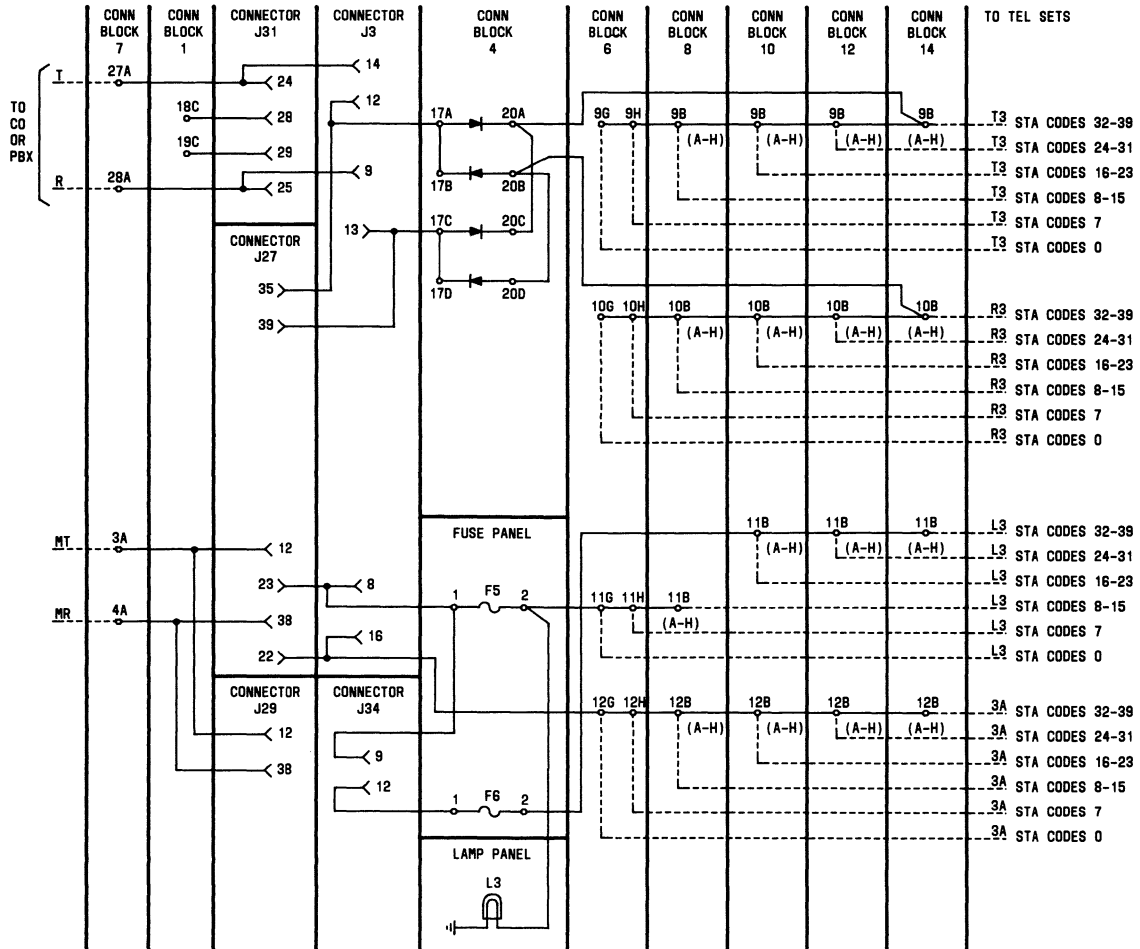 CONN BLOCK 7
CONN BLOCK 1
CONNECTOR J31
CONNECTOR J3
CONN BLOCK 4
CONN BLOCK 6
CONN BLOCK 8
CONN BLOCK 10
CONN BLOCK 12
CONN BLOCK 14
TO TEL SETS
TO CO OR PBX
T 27A 24 14
18C 28 12
19C 29
R 28A 25 9
17A 20A 9G 9H 9B 9B 9B 9B T3 STA CODES 32-39
(A-H) (A-H) (A-H) (A-H) T3 STA CODES 24-31
17B 20B T3 STA CODES 16-23
T3 STA CODES 8-15
13 17C 20C T3 STA CODES 7
T3 STA CODES 0
CONNECTOR J27
35
17D 20D
39
10G 10H 10B 10B 10B 10B R3 STA CODES 32-39
(A-H) (A-H) (A-H) (A-H) R3 STA CODES 24-31
R3 STA CODES 16-23
R3 STA CODES 8-15
R3 STA CODES 7
R3 STA CODES 0
FUSE PANEL
MT 3A 12
11B 11B 11B L3 STA CODES 32-39
(A-H) (A-H) (A-H) L3 STA CODES 24-31
23 8 L3 STA CODES 16-23
1 F5 2 11G 11H 11B L3 STA CODES 8-15
MR 4A 38 (A-H) L3 STA CODES 7
16
22 L3 STA CODES 0
CONNECTOR J29
CONNECTOR J34
12G 12H 12B 12B 12B 12B 3A STA CODES 32-39
12 (A-H) (A-H) (A-H) (A-H) 3A STA CODES 24-31
9 3A STA CODES 16-23
38
12 3A STA CODES 8-15
1 F6 2 3A STA CODES 7
3A STA CODES 0
LAMP PANEL
L3